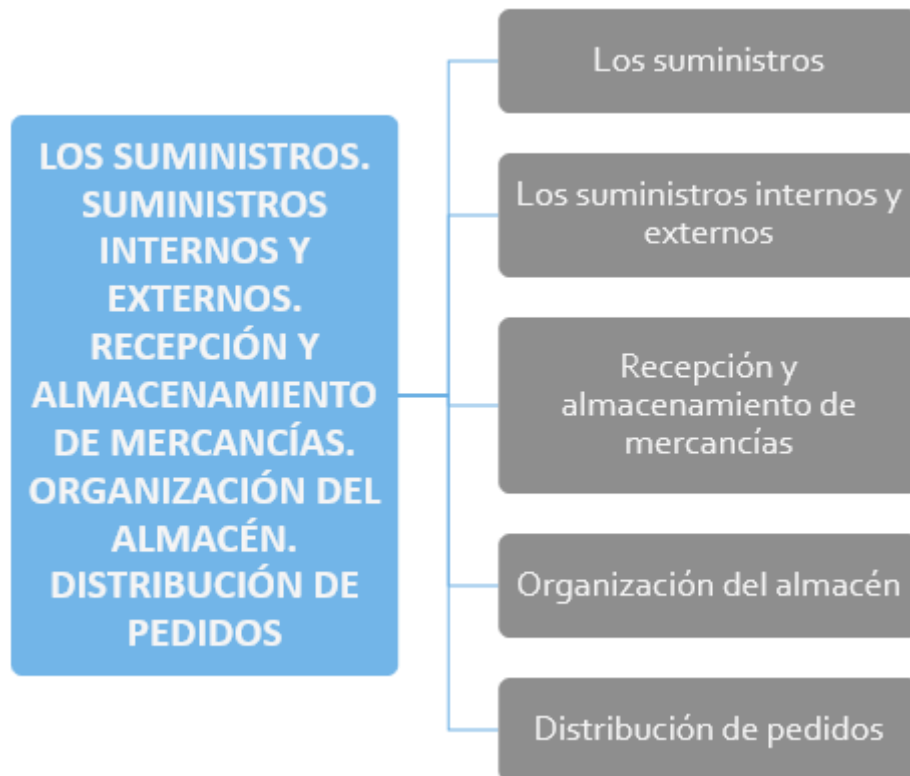 LOS SUMINISTROS.
SUMINISTROS
INTERNOS Y
EXTERNOS.
RECEPCIÓN Y
ALMACENAMIENTO
DE MERCANCÍAS.
ORGANIZACIÓN DEL
ALMACÉN.
DISTRIBUCIÓN DE
PEDIDOS
Los suministros
Los suministros internos y
externos
Recepción y
almacenamiento de
mercancías
Organización del almacén
Distribución de pedidos